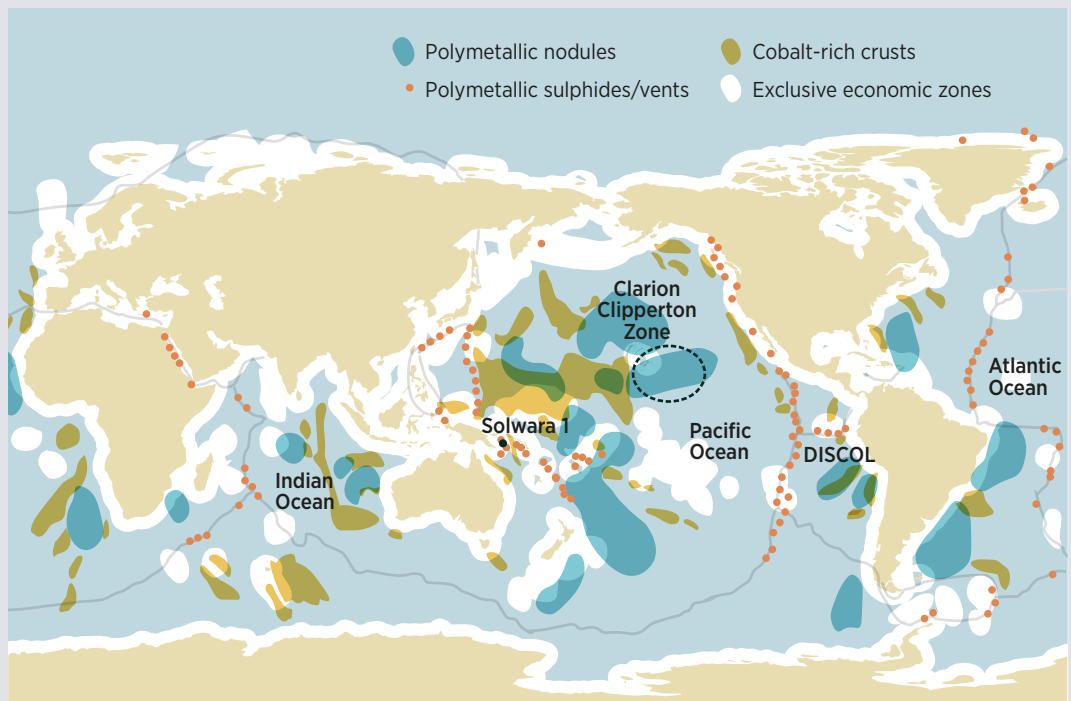 Polymetallic nodules
Cobalt-rich crusts
Polymetallic sulphides/vents
Exclusive economic zones
Clarion
Clipperton
Zone
Atlantic
Ocean
Solwara 1
Pacific
Ocean
DISCOL
Indian
Ocean